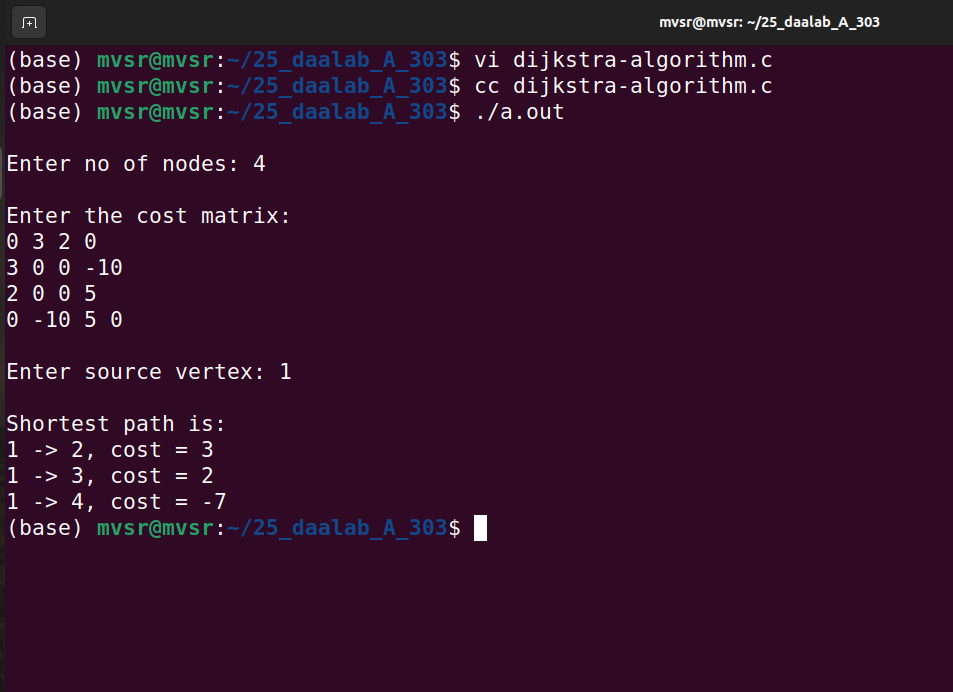 mvsr@mvsr: ~/25_daalab_A_303
(base) mvsr@mvsr:~/25_daalab_A_303$ vi dijkstra-algorithm.c
(base) mvsr@mvsr:~/25_daalab_A_303$ cc dijkstra-algorithm.c
(base) mvsr@mvsr:~/25_daalab_A_303$ ./a.out
Enter no of nodes: 4
Enter the cost matrix:
0 3 2 0
3 0 0 -10
2 0 0 5
0 -10 5 0
Enter source vertex: 1
Shortest path is:
1 -> 2, cost = 3
1 -> 3, cost = 2
1 -> 4, cost = -7
(base) mvsr@mvsr:~/25_daalab_A_303$